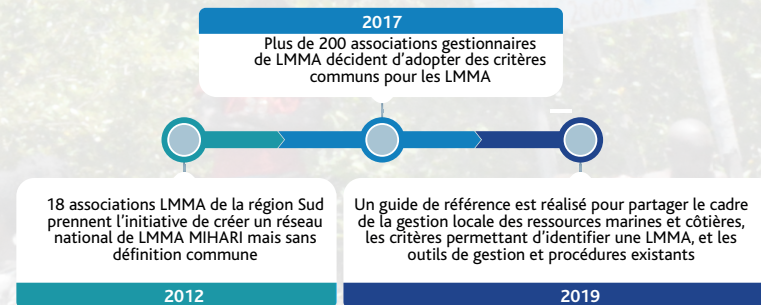 2017
Plus de 200 associations gestionnaires
de LMMA décident d’adopter des critères
communs pour les LMMA
18 associations LMMA de la région Sud
prennent l’initiative de créer un réseau
national de LMMA MIHARI mais sans
définition commune
2012
Un guide de référence est réalisé pour partager le cadre
de la gestion locale des ressources marines et côtières,
les critères permettant d’identifier une LMMA, et les
outils de gestion et procédures existants
2019